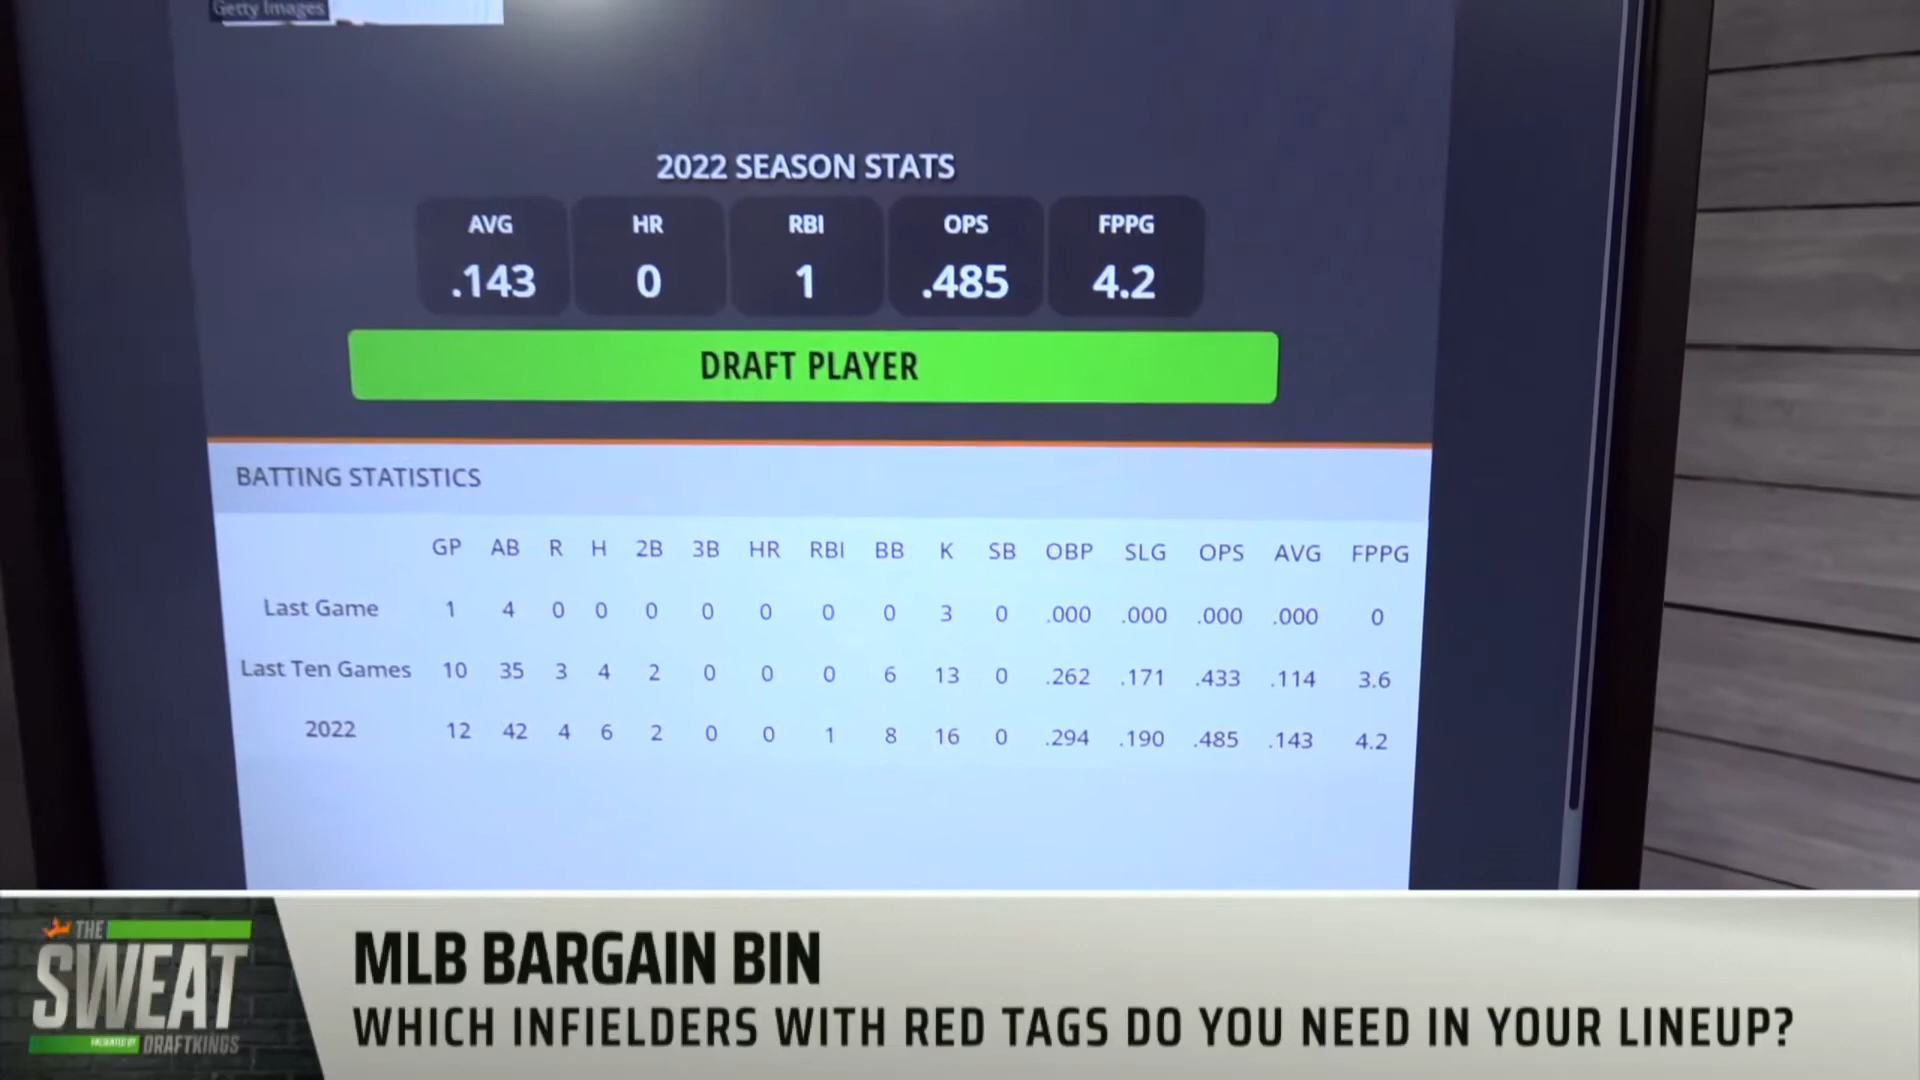 Getty Images
2022 SEASON STATS
AVG HR RBI OPS FPPG
.143 0 1 .485 4.2
DRAFT PLAYER
BATTING STATISTICS
GP AB R H 2B 3B HR RBI BB K SB OBP SLG OPS AVG FPPG
Last Game 1 4 0 0 0 0 0 0 0 3 0 .000 .000 .000 .000 0
Last Ten Games 10 35 3 4 2 0 0 0 6 13 0 .262 .171 .433 .114 3.6
2022 12 42 4 6 2 0 0 1 8 16 0 .294 .190 .485 .143 4.2
THE
SWEAT
PRESENTED BY DRAFTKINGS
MLB BARGAIN BIN
WHICH INFIELDERS WITH RED TAGS DO YOU NEED IN YOUR LINEUP?